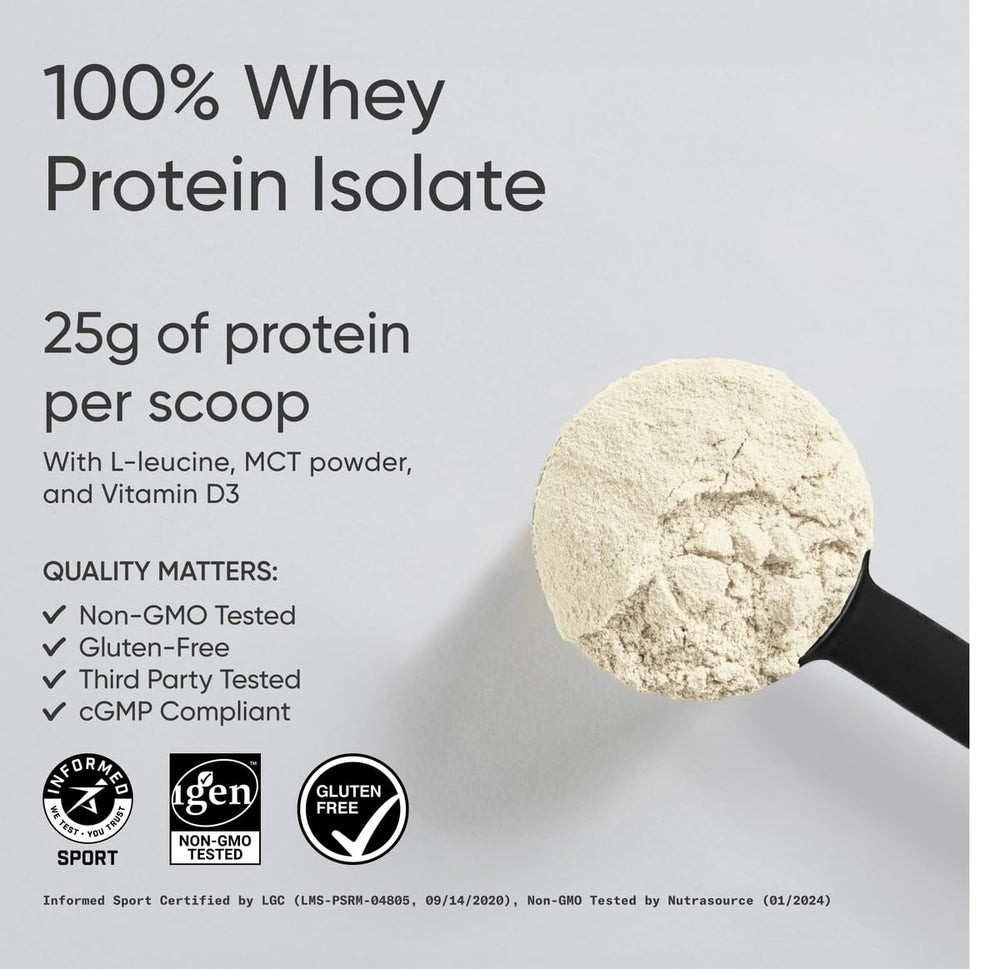 100% Whey
Protein Isolate
25g of protein
per scoop
With L-leucine, MCT powder,
and Vitamin D3
QUALITY MATTERS:
✓ Non-GMO Tested
✓ Gluten-Free
✓ Third Party Tested
✓ cGMP Compliant
INFORMED
WE TEST • YOU TRUST
SPORT
igen™
NON-GMO
TESTED
GLUTEN
FREE
Informed Sport Certified by LGC (LMS-PSRM-04805, 09/14/2020), Non-GMO Tested by Nutrasource (01/2024)